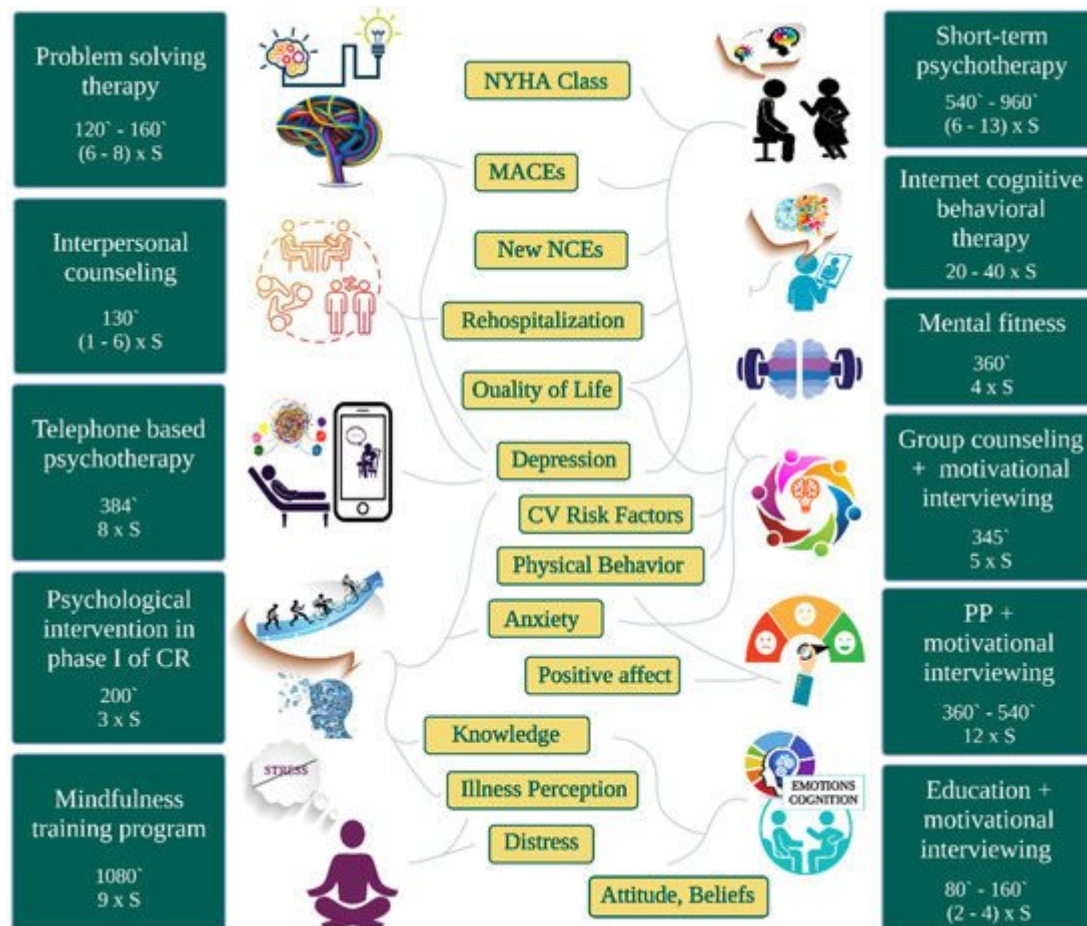 Problem solving
therapy
120` - 160`
(6 - 8) x S
Interpersonal
counseling
130`
(1 - 6) x S
Telephone based
psychotherapy
384`
8 x S
Psychological
intervention in
phase I of CR
200`
3 x S
Mindfulness
training program
1080`
9 x S
STRESS
NYHA Class
MACEs
New NCEs
Rehospitalization
Ouality of Life
Depression
CV Risk Factors
Physical Behavior
Anxiety
Positive affect
Knowledge
Illness Perception
Distress
Attitude, Beliefs
EMOTIONS
COGNITION
Short-term
psychotherapy
540` - 960`
(6 - 13) x S
Internet cognitive
behavioral
therapy
20 - 40 x S
Mental fitness
360`
4 x S
Group counseling
+ motivational
interviewing
345`
5 x S
PP +
motivational
interviewing
360` - 540`
12 x S
Education +
motivational
interviewing
80` - 160`
(2 - 4) x S